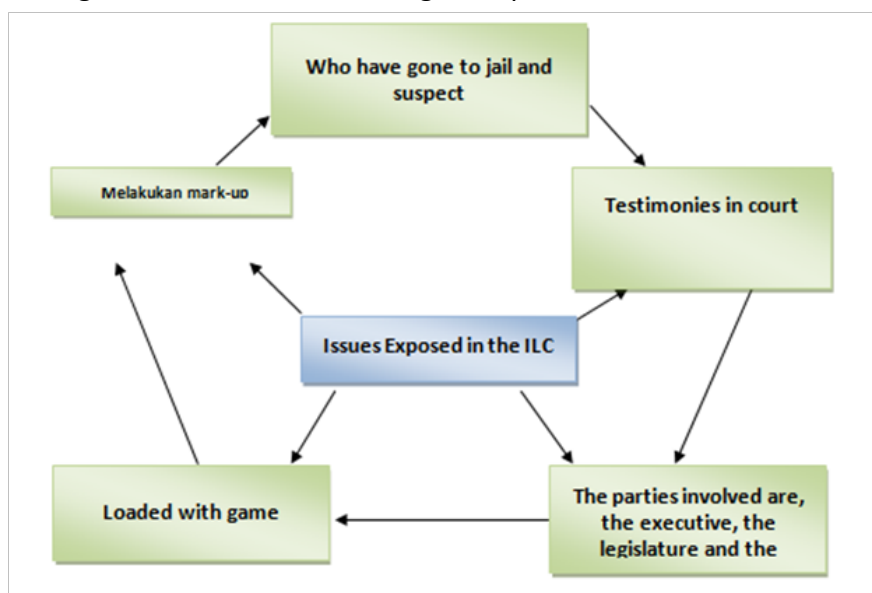 Who have gone to jail and
suspect
Melakukan mark-up
Testimonies in court
Issues Exposed in the ILC
Loaded with game
The parties involved are,
the executive, the
legislature and the